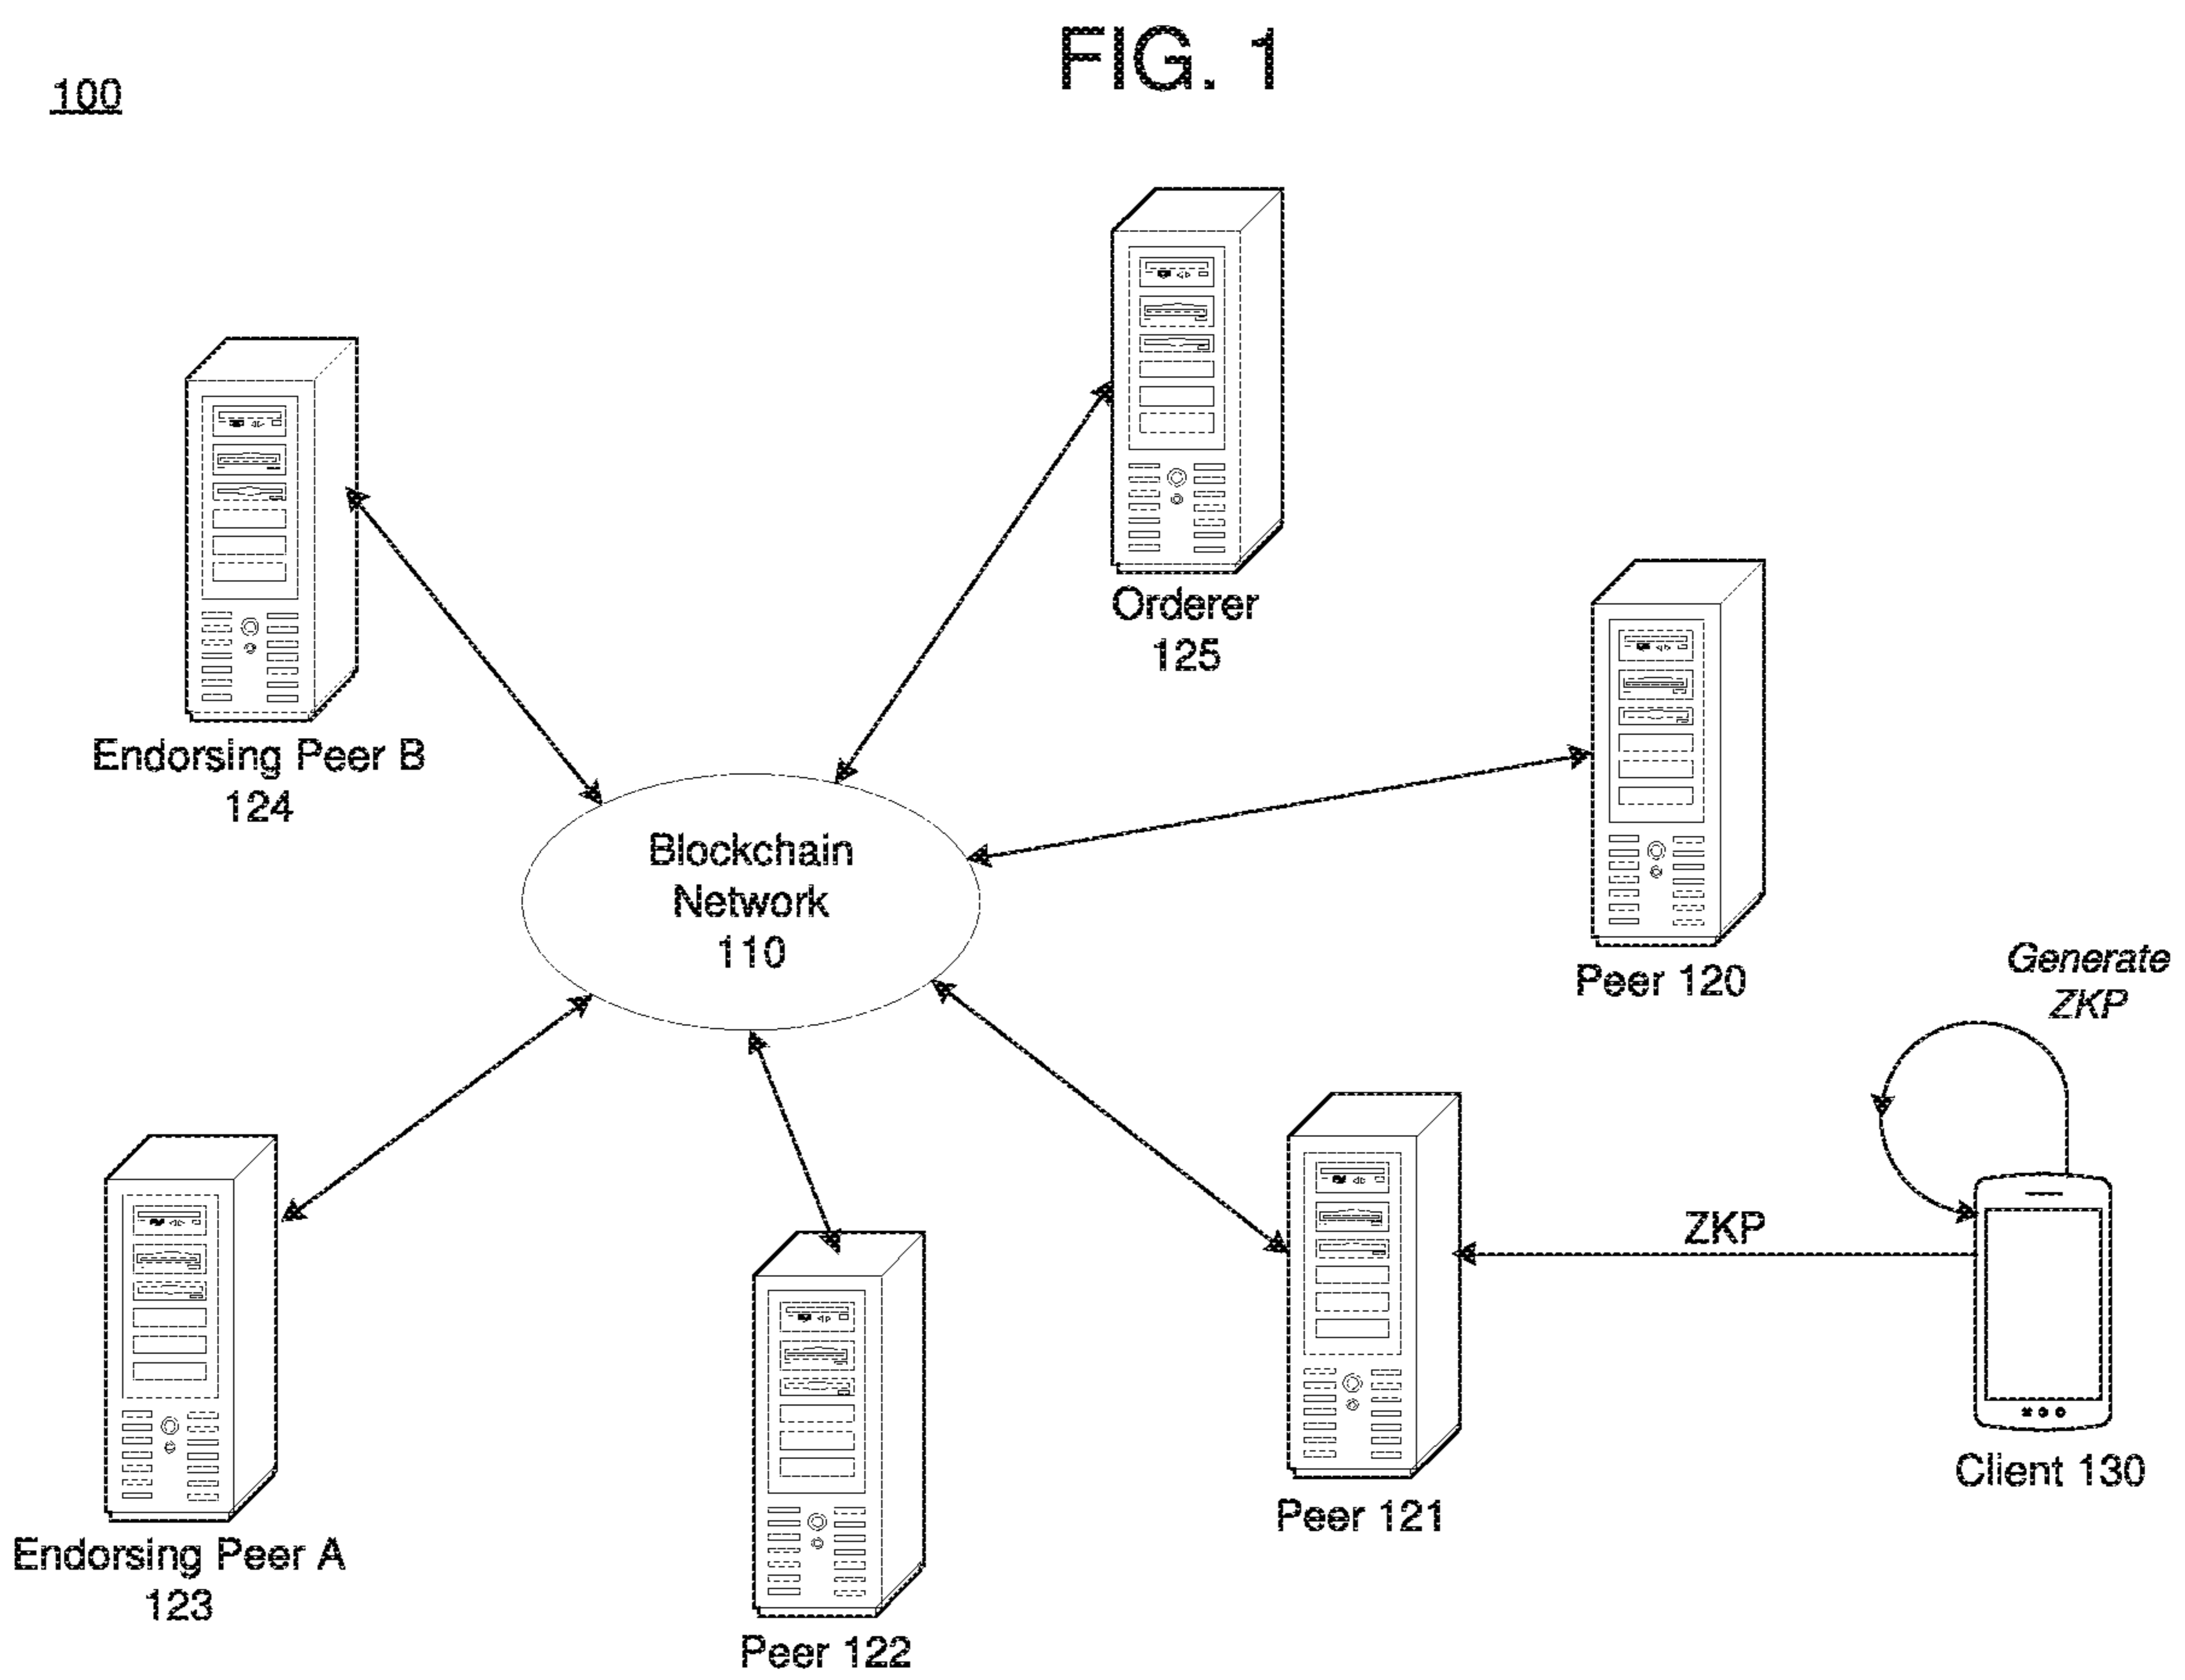 FIG. 1
100
Orderer
125
Endorsing Peer B
124
Blockchain
Network
110
Peer 120
Generate
ZKP
ZKP
Client 130
Peer 121
Endorsing Peer A
123
Peer 122